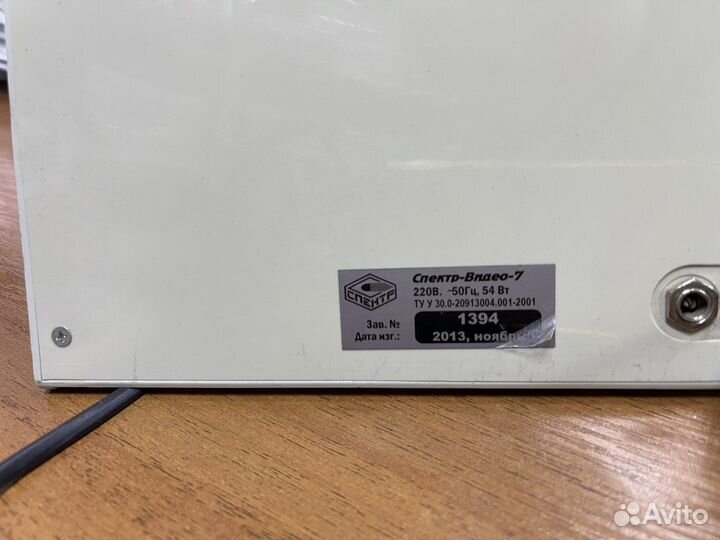 СПЕКТР
Спектр-Видео-7
220В. ~50Гц, 54 Вт
ТУ У 30.0-20913004.001-2001
Зав. № 1394
Дата изг.: 2013, ноябрь
Avito